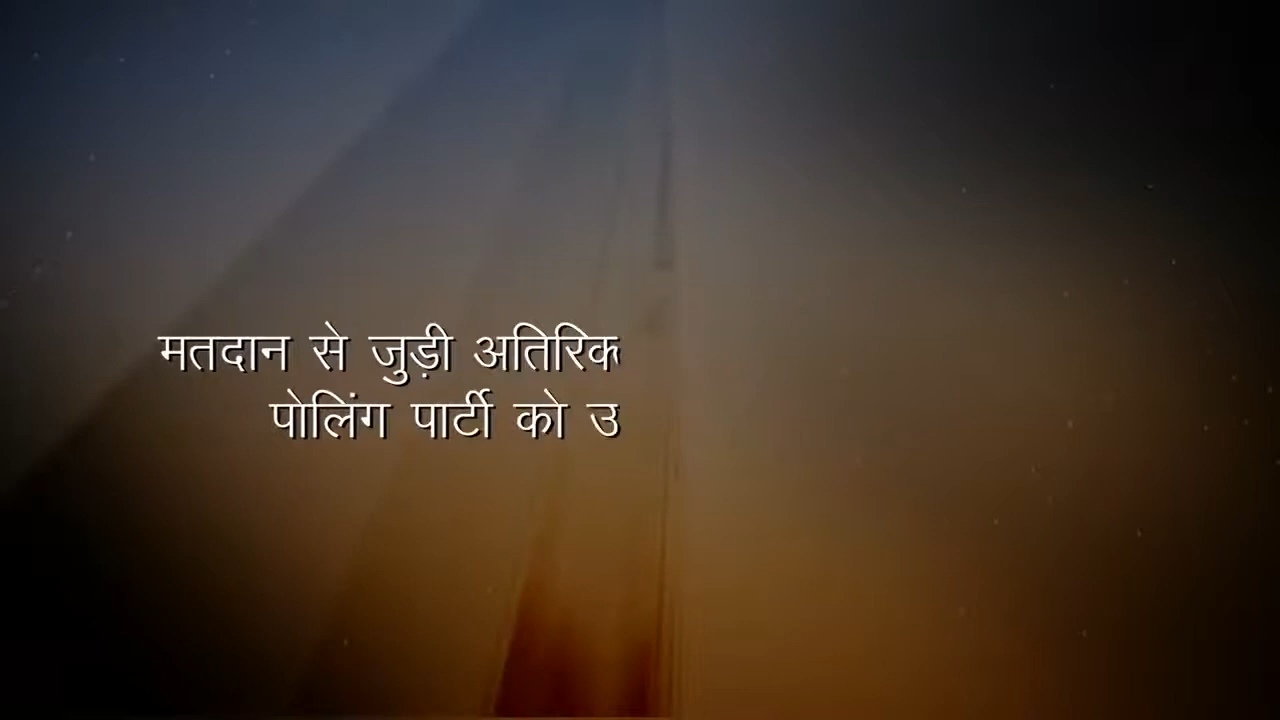 मतदान से जुड़ी अतिरिक
पोलिंग पार्टी को उ